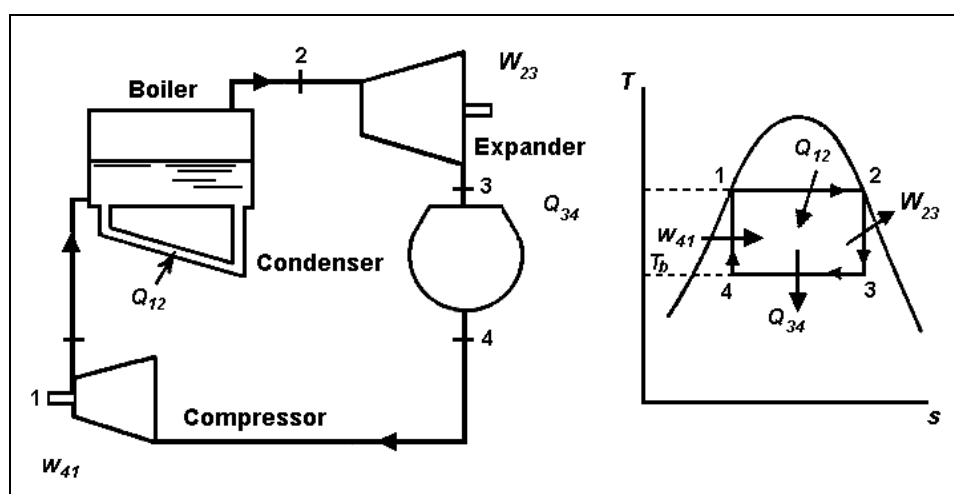 2
W23
Boiler
Expander
3
Q34
Condenser
Q12
4
1
Compressor
W41
T
Q12
1
2
W23
W41
Tb
4
3
Q34
s